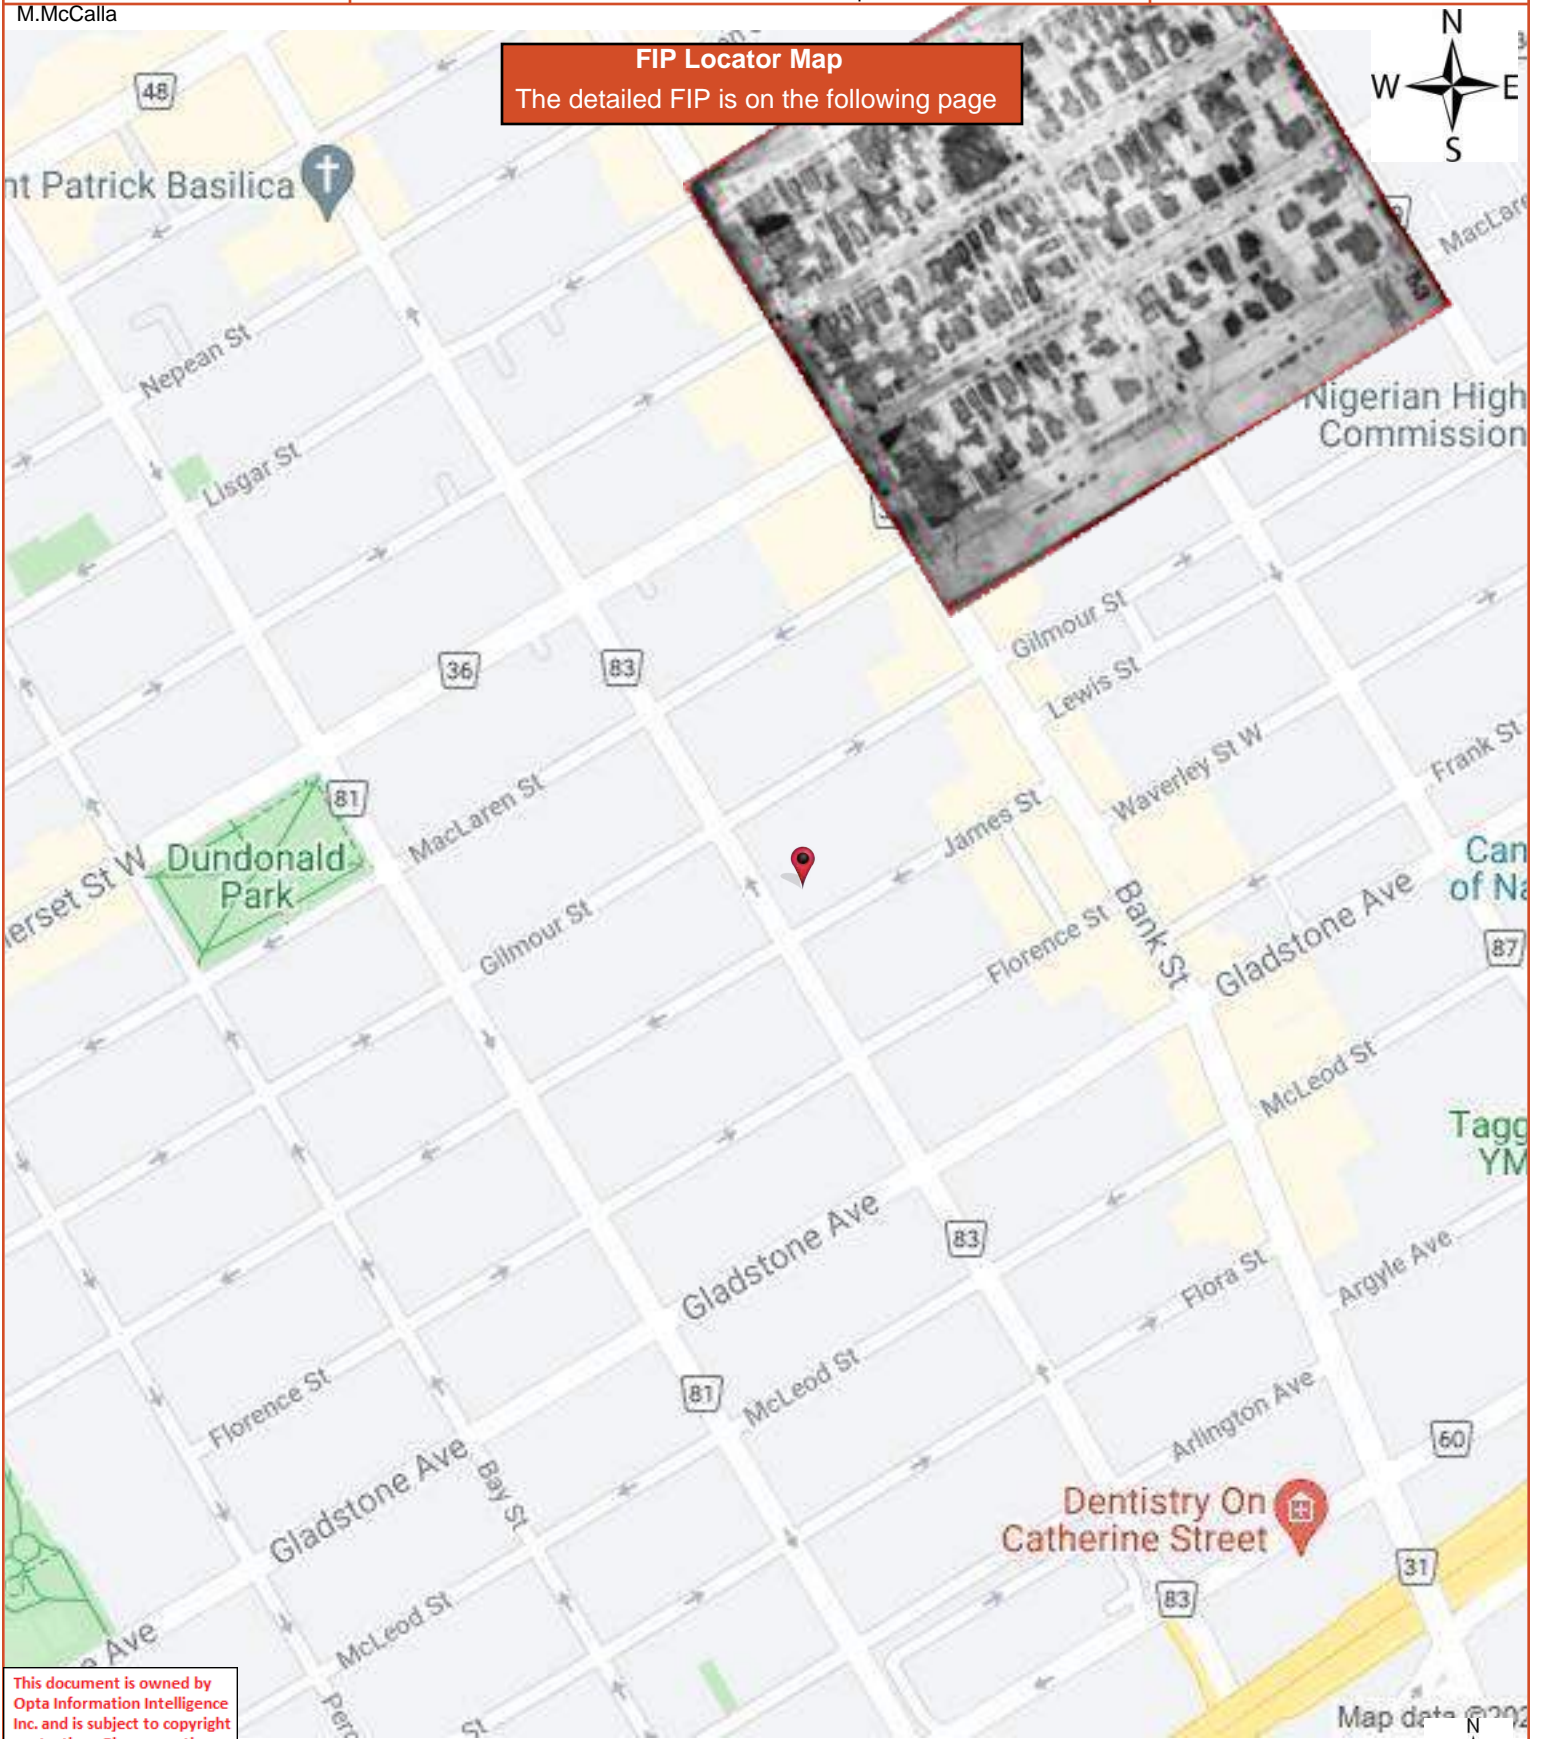 M.McCalla
FIP Locator Map
The detailed FIP is on the following page
N
W
E
S
48
nt Patrick Basilica
MacLare
Nepean St
Nigerian High
Commission
Lisgar St
Gilmour St
36
83
Lewis St
Waverley St W
Frank St
81
MacLaren St
James St
Dundonald
Park
erset St W
Can
of Na
Bank St
Gladstone Ave
Gilmour St
Florence St
87
McLeod St
Tagg
YM
Gladstone Ave
83
Flora St
Argyle Ave
Florence St
81
McLeod St
Arlington Ave
60
Gladstone Ave
Bay St
Dentistry On
Catherine Street
31
83
McLeod St
e Ave
Perc
St
This document is owned by
Opta Information Intelligence
Inc. and is subject to copyright
Map data ©202
N